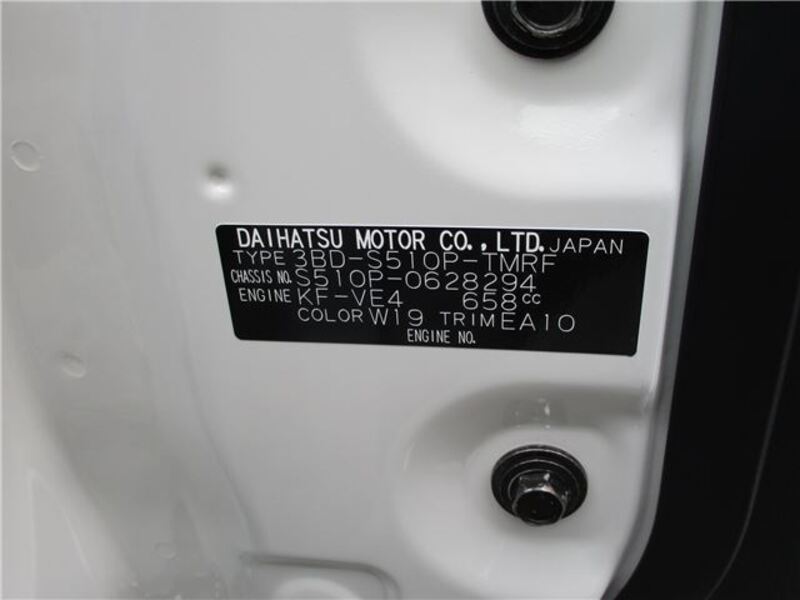 DAIHATSU MOTOR CO.,LTD. JAPAN
TYPE 3BD-S510P-TMRF
CHASSIS NO. S510P-0628294
ENGINE KF-VE4 658cc
COLOR W19 TRIM EA10
ENGINE NO.